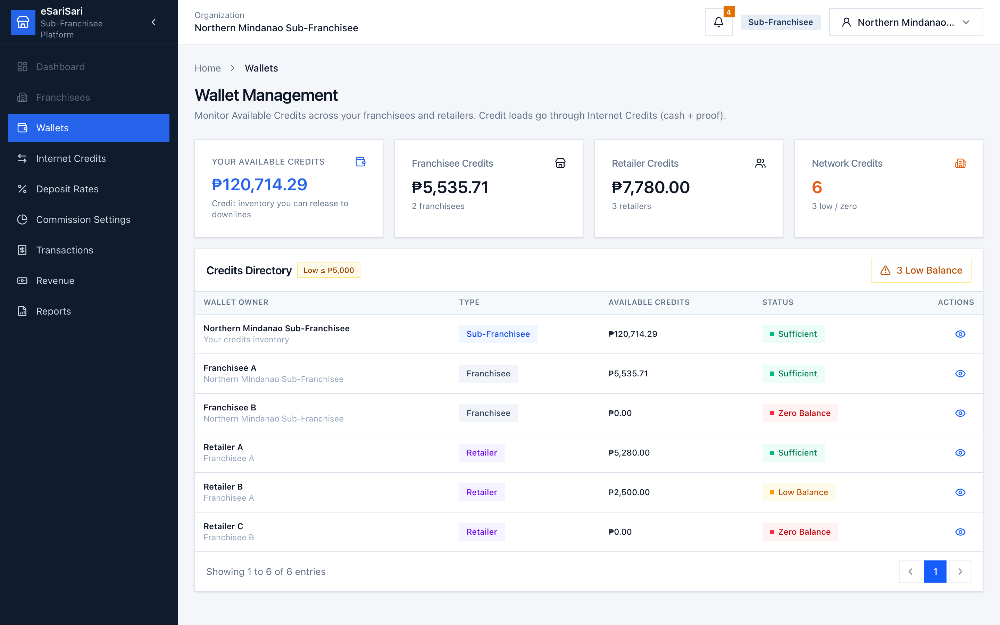 eSariSari
Sub-Franchisee
Platform
Dashboard
Franchisees
Wallets
Internet Credits
Deposit Rates
Commission Settings
Transactions
Revenue
Reports
Organization
Northern Mindanao Sub-Franchisee
4
Sub-Franchisee
Northern Mindanao...
Home > Wallets
Wallet Management
Monitor Available Credits across your franchisees and retailers. Credit loads go through Internet Credits (cash + proof).
YOUR AVAILABLE CREDITS
₱120,714.29
Credit inventory you can release to
downlines
Franchisee Credits
₱5,535.71
2 franchisees
Retailer Credits
₱7,780.00
3 retailers
Network Credits
6
3 low / zero
Credits Directory
Low ≤ ₱5,000
3 Low Balance
WALLET OWNER TYPE AVAILABLE CREDITS STATUS ACTIONS
Northern Mindanao Sub-Franchisee
Your credits inventory
Sub-Franchisee
₱120,714.29
Sufficient
Franchisee A
Northern Mindanao Sub-Franchisee
Franchisee
₱5,535.71
Sufficient
Franchisee B
Northern Mindanao Sub-Franchisee
Franchisee
₱0.00
Zero Balance
Retailer A
Franchisee A
Retailer
₱5,280.00
Sufficient
Retailer B
Franchisee A
Retailer
₱2,500.00
Low Balance
Retailer C
Franchisee B
Retailer
₱0.00
Zero Balance
Showing 1 to 6 of 6 entries
1